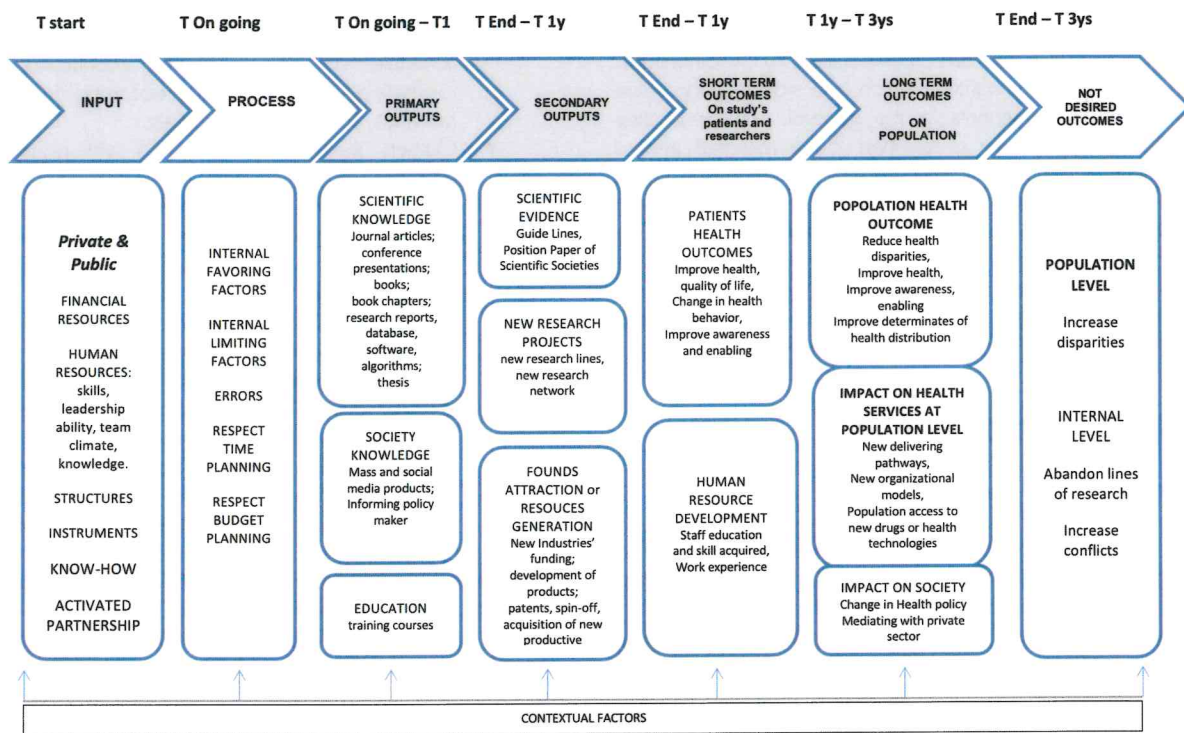 T start
T On going
T On going – T1
T End – T 1y
T End – T 1y
T 1y – T 3ys
T End – T 3ys
INPUT
PROCESS
PRIMARY
OUTPUTS
SECONDARY
OUTPUTS
SHORT TERM
OUTCOMES
On study's
patients and
researchers
LONG TERM
OUTCOMES
ON
POPULATION
NOT
DESIRED
OUTCOMES
Private &
Public
FINANCIAL
RESOURCES
HUMAN
RESOURCES:
skills,
leadership
ability, team
climate,
knowledge.
STRUCTURES
INSTRUMENTS
KNOW-HOW
ACTIVATED
PARTNERSHIP
INTERNAL
FAVORING
FACTORS
INTERNAL
LIMITING
FACTORS
ERRORS
RESPECT
TIME
PLANNING
RESPECT
BUDGET
PLANNING
SCIENTIFIC
KNOWLEDGE
Journal articles;
conference
presentations;
books;
book chapters;
research reports,
database,
software,
algorithms;
thesis
SOCIETY
KNOWLEDGE
Mass and social
media products;
Informing policy
maker
EDUCATION
training courses
SCIENTIFIC
EVIDENCE
Guide Lines,
Position Paper of
Scientific Societies
NEW RESEARCH
PROJECTS
new research lines,
new research
network
FOUNDS
ATTRACTION or
RESOUCES
GENERATION
New Industries'
funding;
development of
products;
patents, spin-off,
acquisition of new
productive
PATIENTS
HEALTH
OUTCOMES
Improve health,
quality of life,
Change in health
behavior,
Improve awareness
and enabling
HUMAN
RESOURCE
DEVELOPMENT
Staff education
and skill acquired,
Work experience
POPOLATION HEALTH
OUTCOME
Reduce health
disparities,
Improve health,
Improve awareness,
enabling
Improve determinates of
health distribution
IMPACT ON HEALTH
SERVICES AT
POPULATION LEVEL
New delivering
pathways,
New organizational
models,
Population access to
new drugs or health
technologies
IMPACT ON SOCIETY
Change in Health policy
Mediating with private
sector
POPULATION
LEVEL
Increase
disparities
INTERNAL
LEVEL
Abandon lines
of research
Increase
conflicts
CONTEXTUAL FACTORS